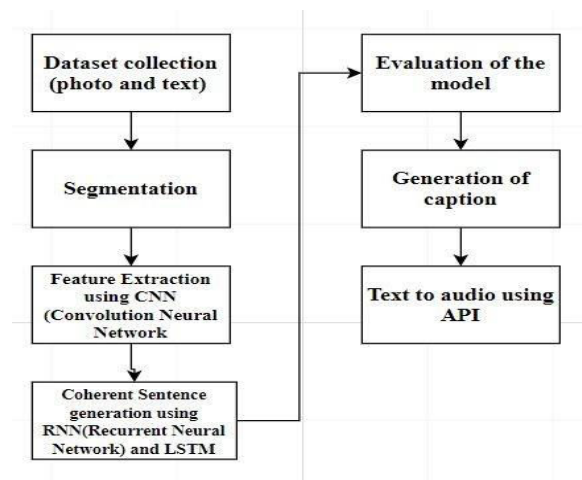 Dataset collection
(photo and text)
Segmentation
Feature Extraction
using CNN
(Convolution Neural
Network
Coherent Sentence
generation using
RNN(Recurrent Neural
Network) and LSTM
Evaluation of the
model
Generation of
caption
Text to audio using
API